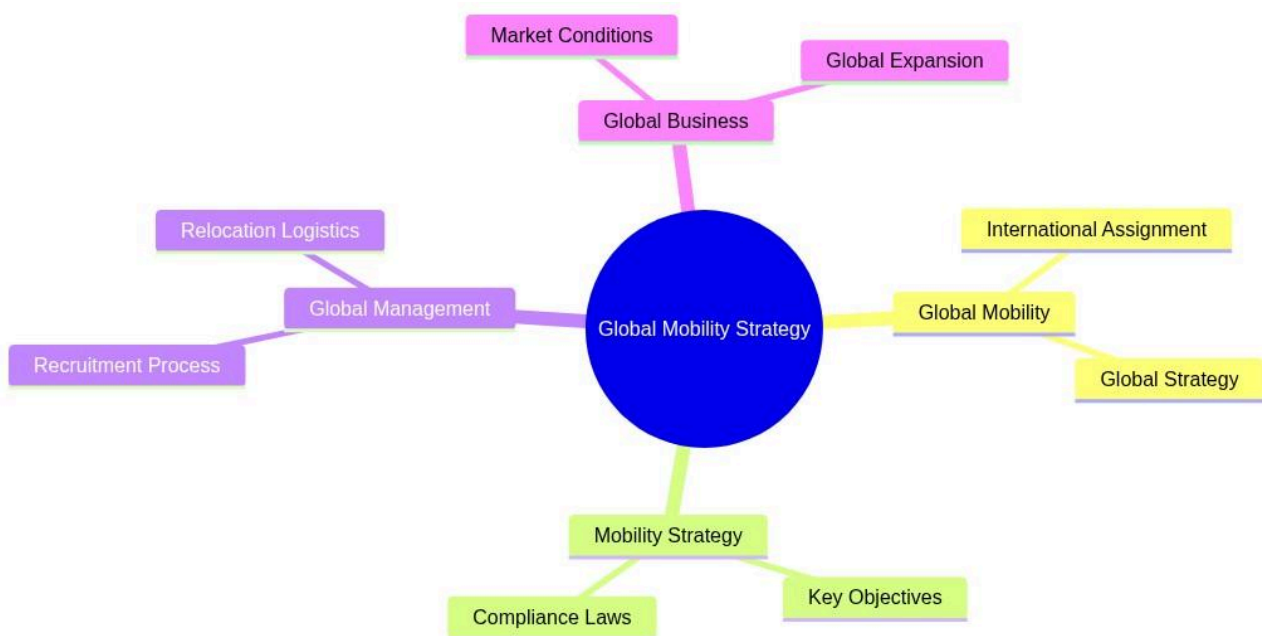 Market Conditions
Global Expansion
Global Business
Relocation Logistics
International Assignment
Global Management
Global Mobility
Global Mobility Strategy
Recruitment Process
Global Strategy
Mobility Strategy
Key Objectives
Compliance Laws